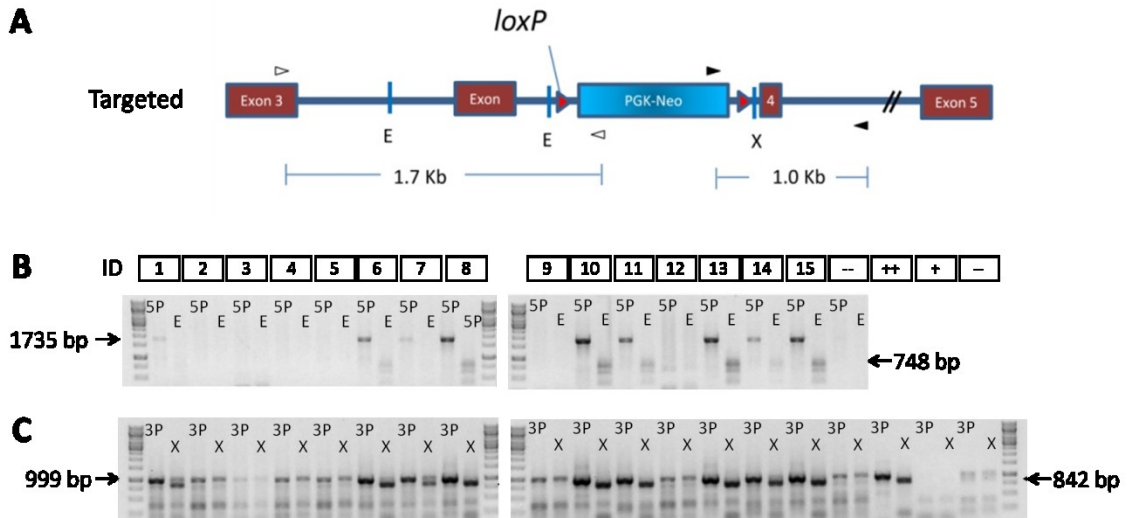 A
loxP
Targeted
Exon 3
Exon
PGK-Neo
4
Exon 5
E
E
X
1.7 Kb
1.0 Kb
B
ID 1 2 3 4 5 6 7 8 9 10 11 12 13 14 15 -- ++ + -
5P 5P 5P 5P 5P 5P 5P 5P 5P 5P 5P 5P 5P 5P 5P 5P
E E E E E E E 5P E E E E E E E E
1735 bp
748 bp
C
3P 3P 3P 3P 3P 3P 3P 3P 3P 3P 3P 3P 3P 3P 3P 3P 3P 3P 3P
X X X X X X X X X X X X X X X X X X X
999 bp
842 bp